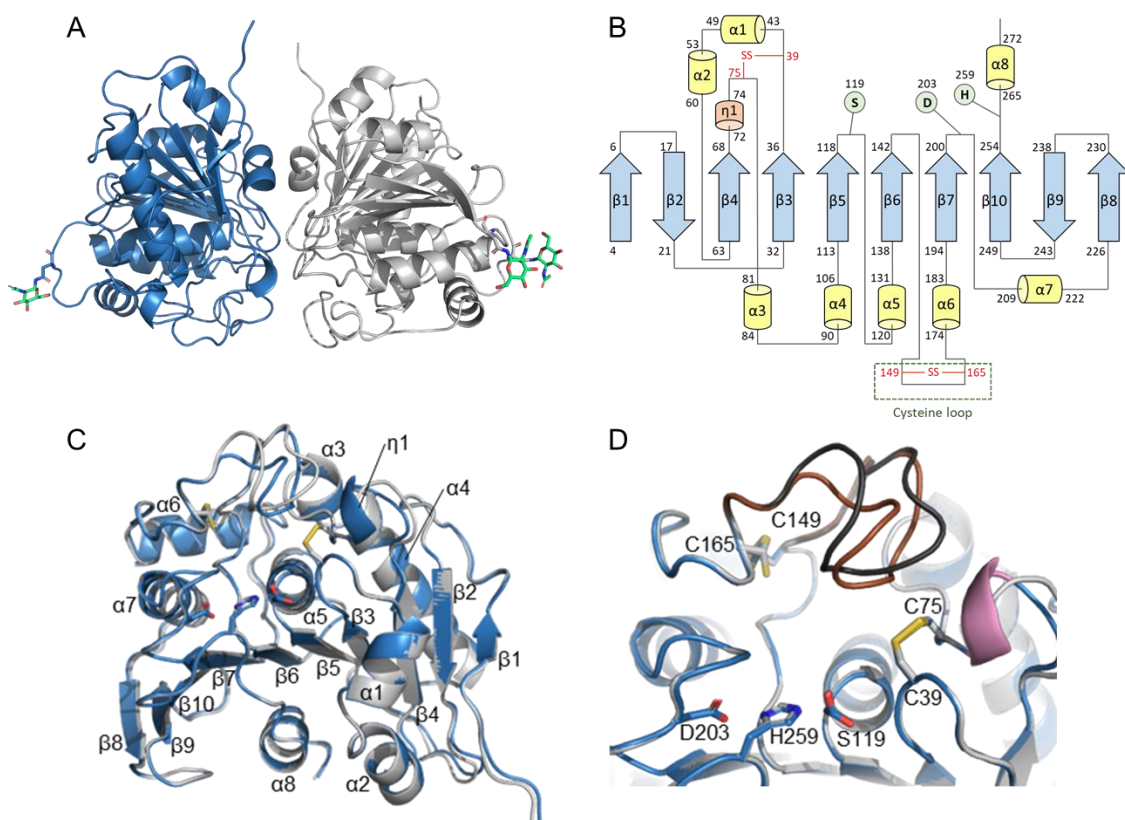 A
B
49
α1
43
53
α2
60
SS
39
75
74
η1
72
119
S
203
D
259
H
272
α8
265
6
17
68
36
118
142
200
254
238
230
β1
β2
β4
β3
β5
β6
β7
β10
β9
β8
4
21
63
32
113
138
194
249
243
226
81
α3
84
106
α4
90
131
α5
120
183
α6
174
209
α7
222
149
SS
165
Cysteine loop
C
α3
η1
α4
α6
α7
α5
β3
β2
β1
β5
β7
β6
β10
α1
β4
β8
β9
α8
α2
D
C149
C165
C75
C39
D203
H259
S119